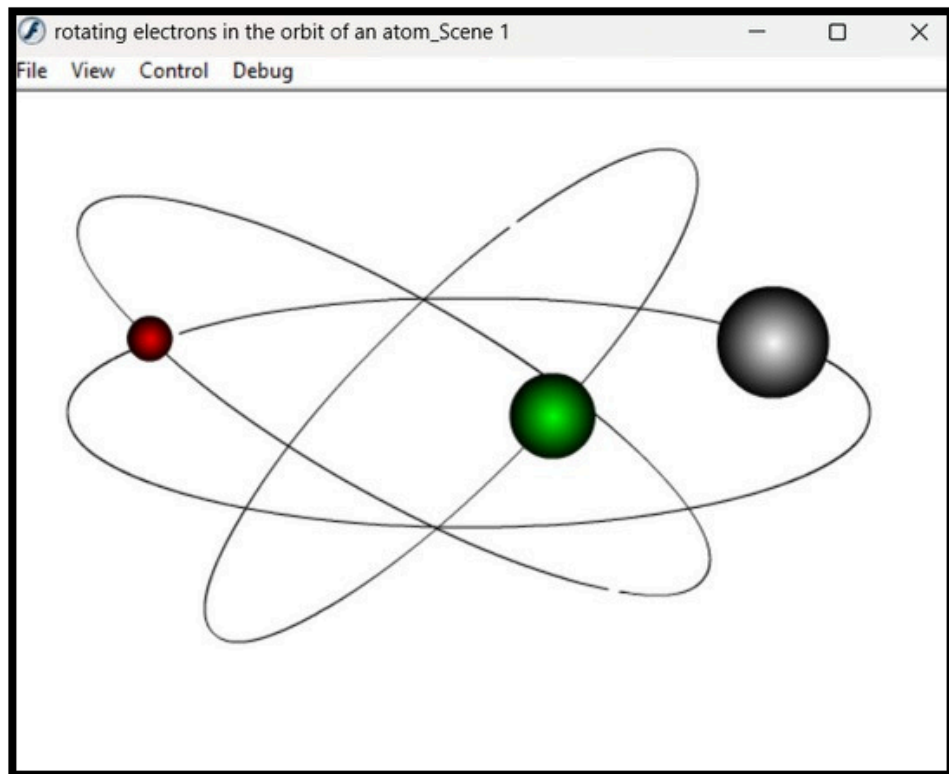 rotating electrons in the orbit of an atom_Scene 1
File View Control Debug